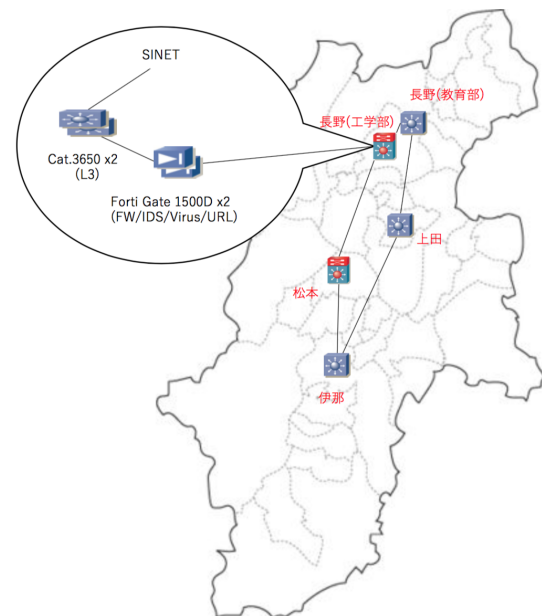 SINET
Cat.3650 x2
(L3)
Forti Gate 1500D x2
(FW/IDS/Virus/URL)
長野(教育部)
長野(工学部)
上田
松本
伊那